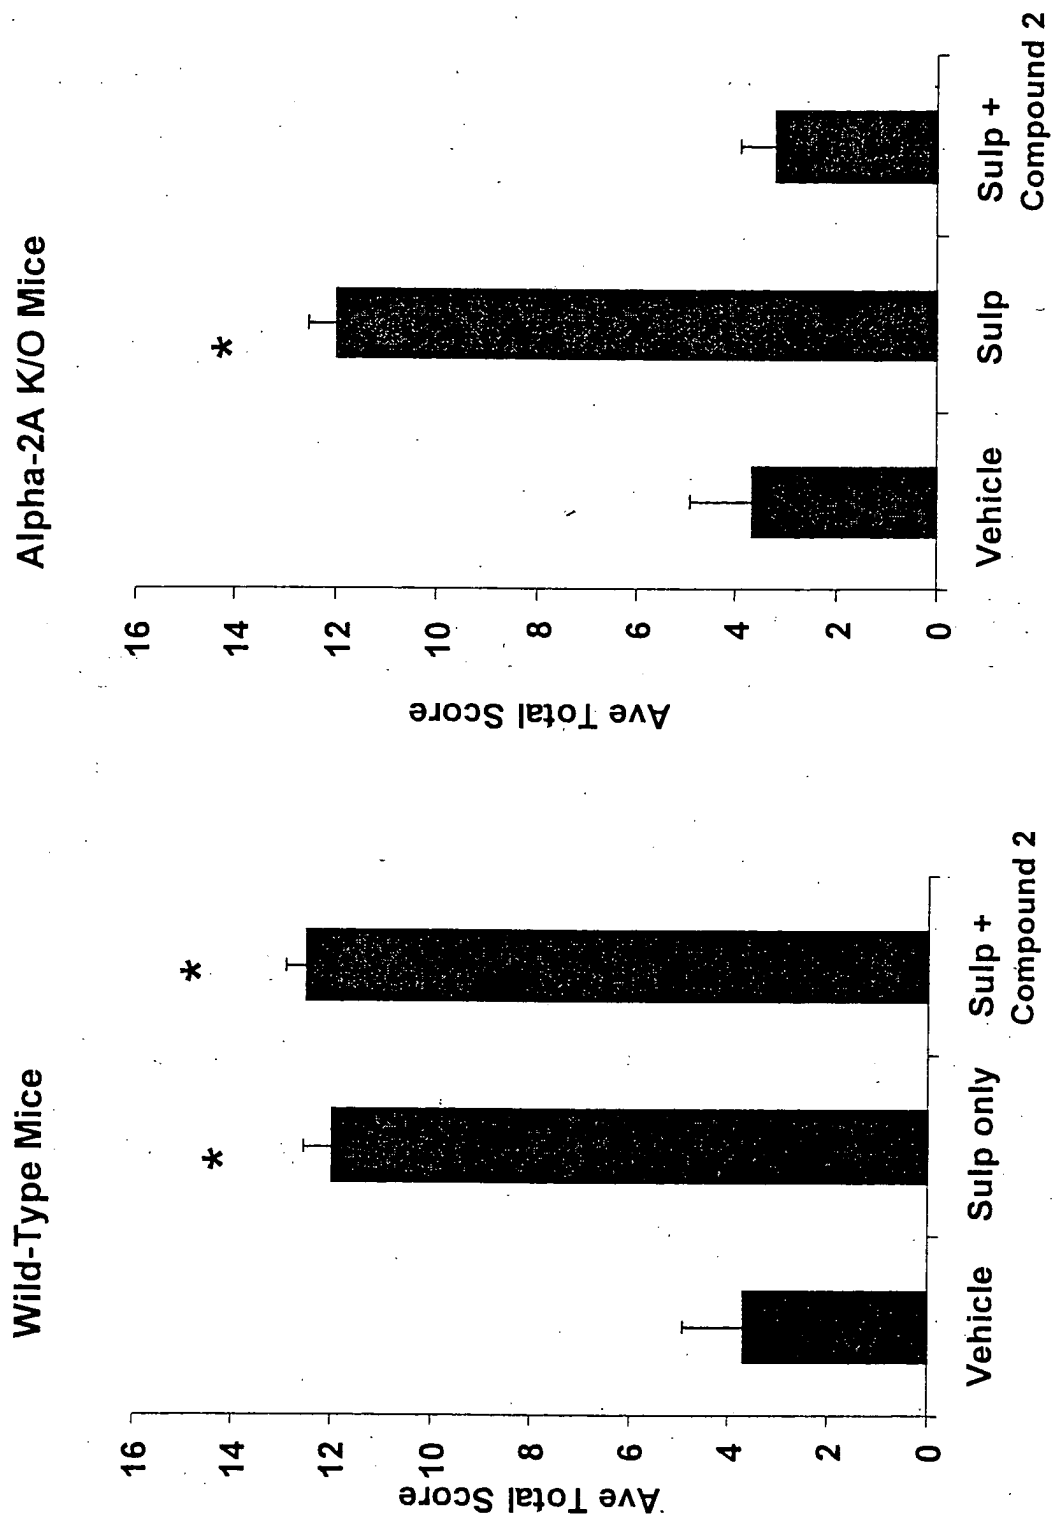 Wild-Type Mice
Ave Total Score
16
14
12
10
8
6
4
2
0
Vehicle
Sulp only
Sulp +
Compound 2
*
*
Alpha-2A K/O Mice
Ave Total Score
16
14
12
10
8
6
4
2
0
Vehicle
Sulp
Sulp +
Compound 2
*